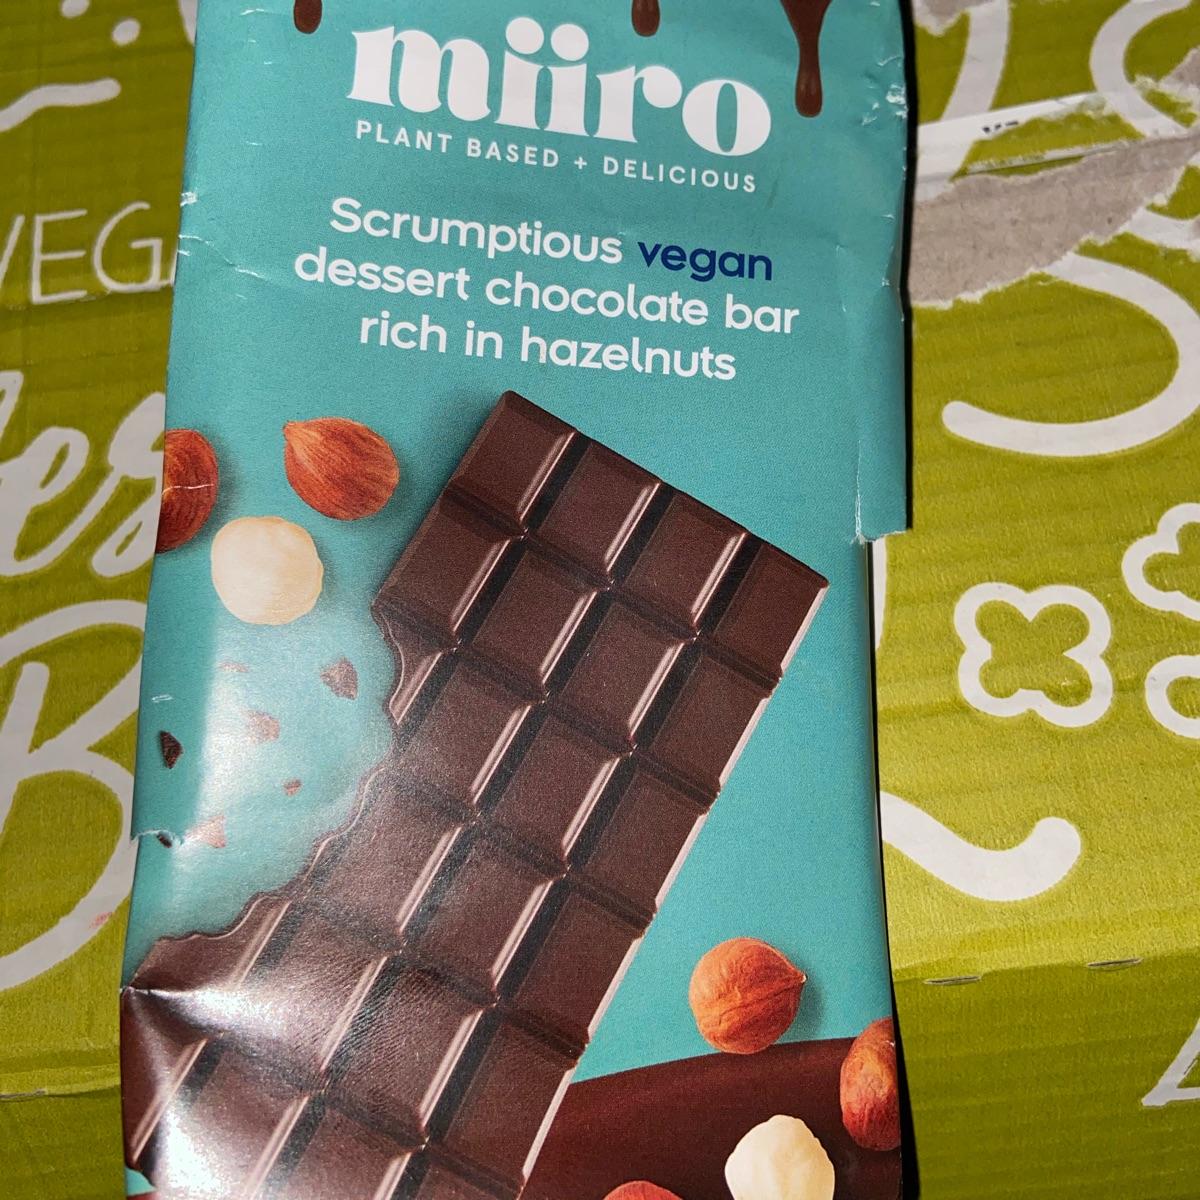 miiro
PLANT BASED + DELICIOUS
Scrumptious vegan
dessert chocolate bar
rich in hazelnuts